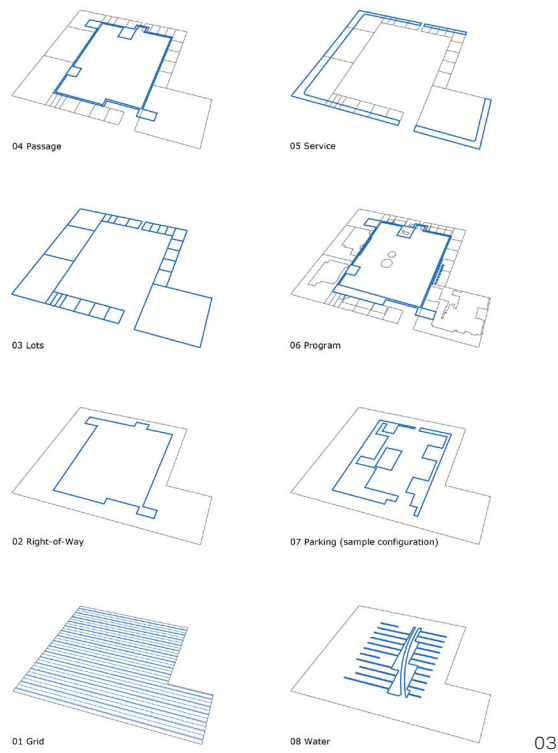 04 Passage
05 Service
03 Lots
06 Program
02 Right-of-Way
07 Parking (sample configuration)
01 Grid
08 Water
03